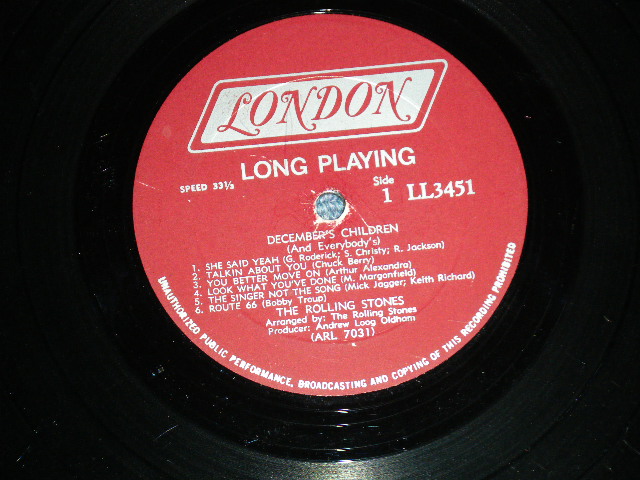 LONDON
LONG PLAYING
SPEED 33⅓
Side
1 LL3451
DECEMBER'S CHILDREN
(And Everybody's)
1. SHE SAID YEAH (G. Roderick; S. Christy; R. Jackson)
2. TALKIN ABOUT YOU (Chuck Berry)
3. YOU BETTER MOVE ON (Arthur Alexandra)
4. LOOK WHAT YOU'VE DONE (M. Morganfield)
5. THE SINGER NOT THE SONG (Mick Jagger; Keith Richard)
6. ROUTE 66 (Bobby Troup)
THE ROLLING STONES
Arranged by: The Rolling Stones
Producer: Andrew Loog Oldham
(ARL 7031)
UNAUTHORIZED PUBLIC PERFORMANCE, BROADCASTING AND COPYING OF THIS RECORDING PROHIBITED